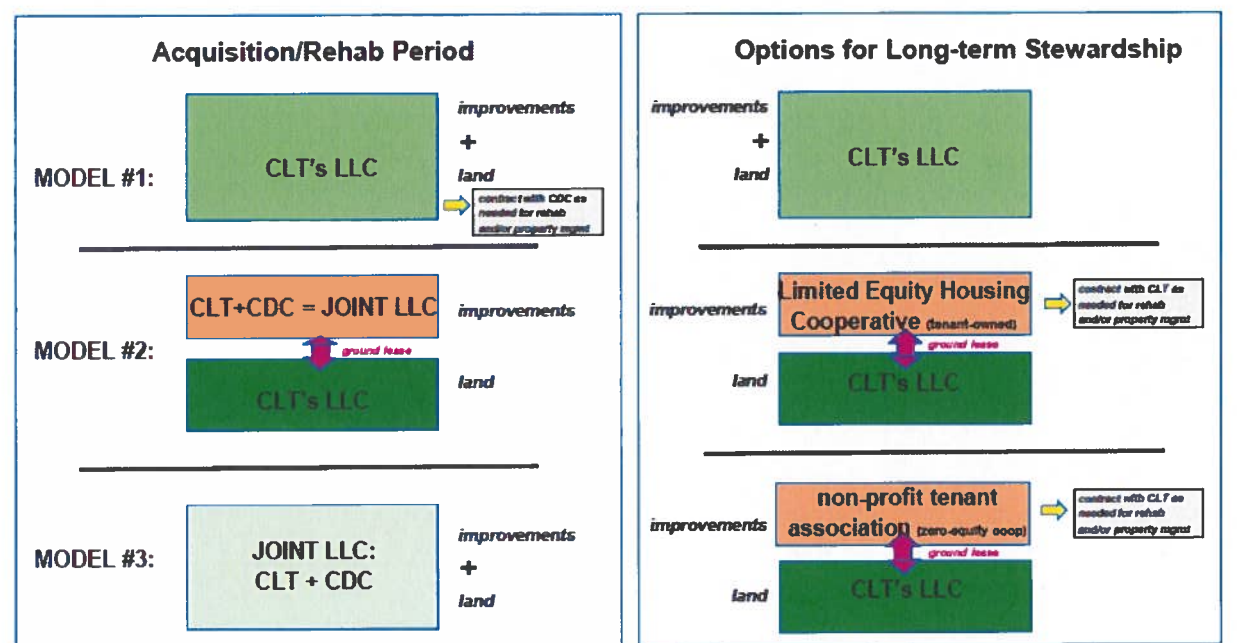 Acquisition/Rehab Period
MODEL #1:
CLT's LLC
improvements
+
land
contract with CDC as
needed for rehab
and/or property mgmt
MODEL #2:
CLT+CDC = JOINT LLC
improvements
ground lease
CLT's LLC
land
MODEL #3:
JOINT LLC:
CLT + CDC
improvements
+
land
Options for Long-term Stewardship
improvements
+
land
CLT's LLC
improvements
Limited Equity Housing
Cooperative (tenant-owned)
contract with CLT as
needed for rehab
and/or property mgmt
ground lease
land
CLT's LLC
improvements
non-profit tenant
association (zero-equity coop)
contract with CLT as
needed for rehab
and/or property mgmt
ground lease
land
CLT's LLC